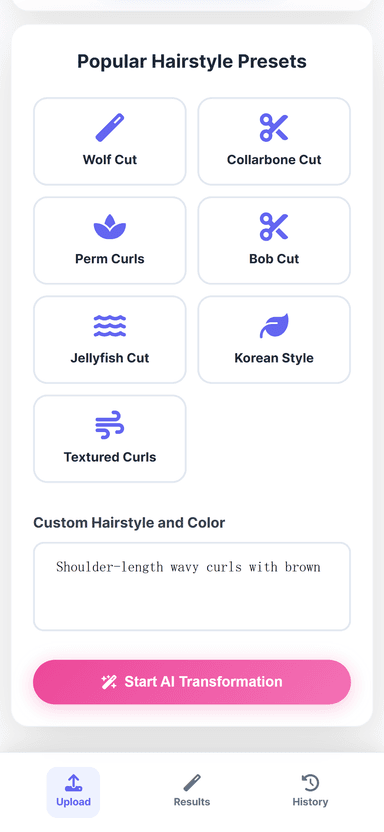 Popular Hairstyle Presets
Wolf Cut
Collarbone Cut
Perm Curls
Bob Cut
Jellyfish Cut
Korean Style
Textured Curls
Custom Hairstyle and Color
Shoulder-length wavy curls with brown
Start AI Transformation
Upload
Results
History